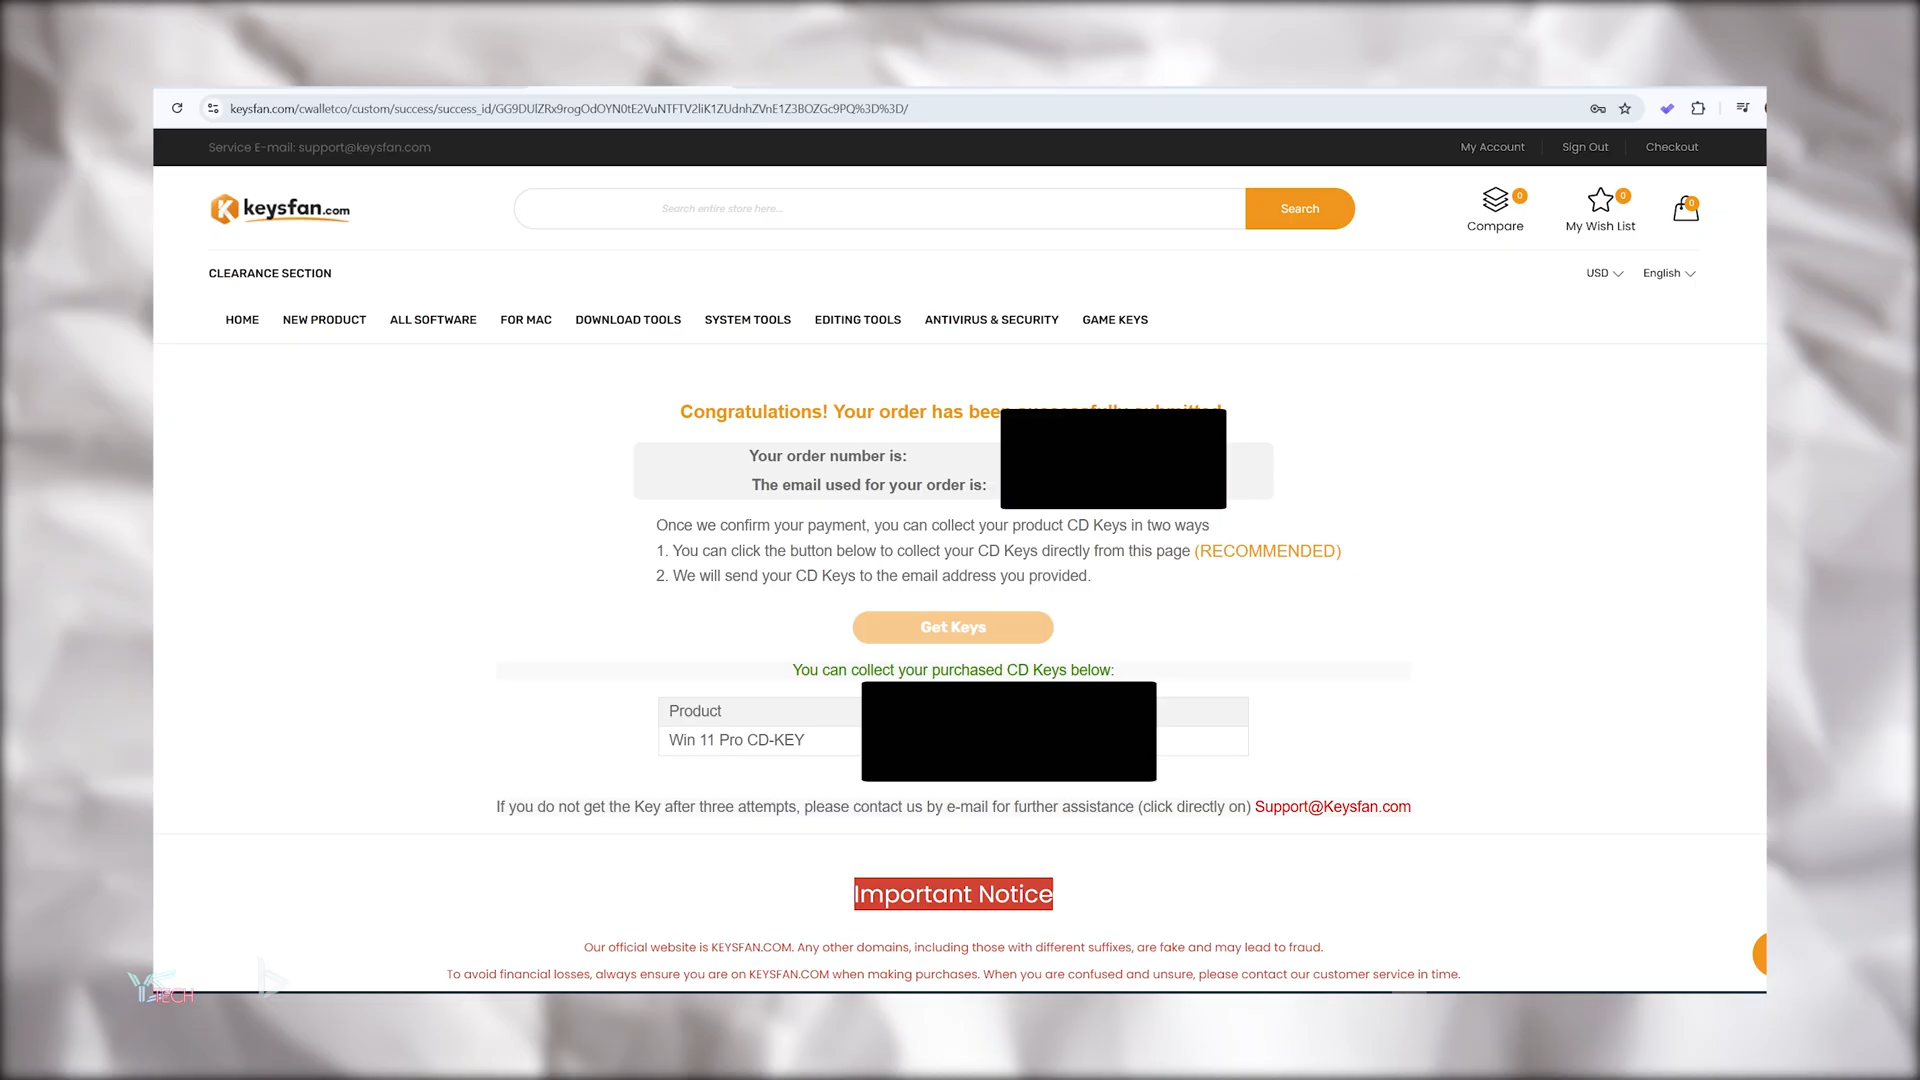 keysfan.com/cwalletco/custom/success/success_id/GG9DUlZRx9rogOdOYN0tE2VuNTFTV2liK1ZUdnhZVnE1Z3BOZGc9PQ%3D%3D/
Service E-mail: support@keysfan.com
My Account
Sign Out
Checkout
keysfan.com
Search entire store here...
Search
0
0
0
Compare
My Wish List
CLEARANCE SECTION
USD
English
HOME
NEW PRODUCT
ALL SOFTWARE
FOR MAC
DOWNLOAD TOOLS
SYSTEM TOOLS
EDITING TOOLS
ANTIVIRUS & SECURITY
GAME KEYS
Congratulations! Your order has been
Your order number is:
The email used for your order is:
Once we confirm your payment, you can collect your product CD Keys in two ways
1. You can click the button below to collect your CD Keys directly from this page (RECOMMENDED)
2. We will send your CD Keys to the email address you provided.
Get Keys
You can collect your purchased CD Keys below:
Product
Win 11 Pro CD-KEY
If you do not get the Key after three attempts, please contact us by e-mail for further assistance (click directly on) Support@Keysfan.com
Important Notice
Our official website is KEYSFAN.COM. Any other domains, including those with different suffixes, are fake and may lead to fraud.
To avoid financial losses, always ensure you are on KEYSFAN.COM when making purchases. When you are confused and unsure, please contact our customer service in time.
TECH